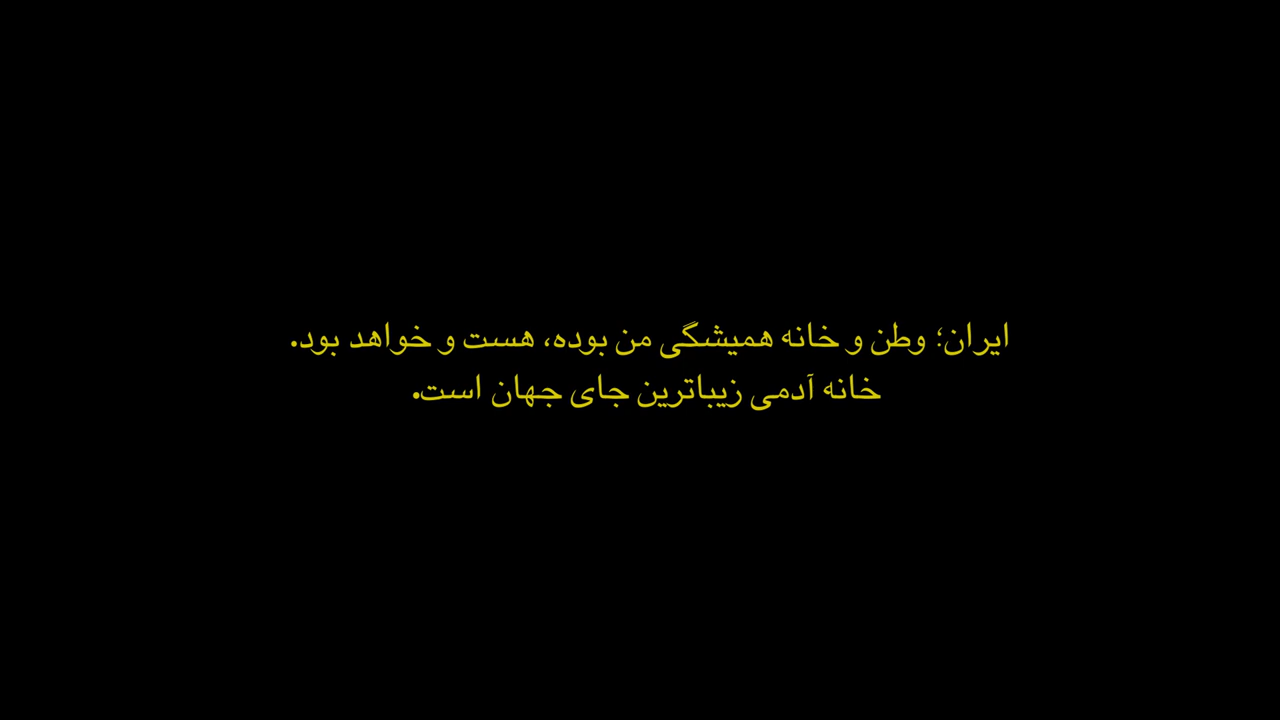 ایران؛ وطن و خانه همیشگی من بوده، هست و خواهد بود.
خانه آدمی زیباترین جای جهان است.